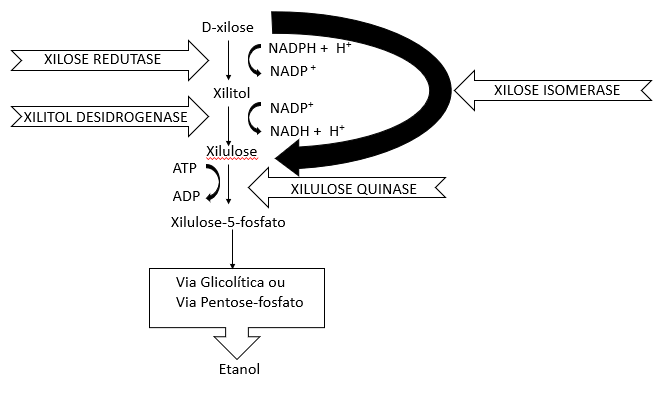 D-xilose
XILOSE REDUTASE
NADPH + H⁺
NADP⁺
XILOSE ISOMERASE
Xilitol
XILITOL DESIDROGENASE
NADP⁺
NADH + H⁺
Xilulose
ATP
ADP
XILULOSE QUINASE
Xilulose-5-fosfato
Via Glicolítica ou
Via Pentose-fosfato
Etanol